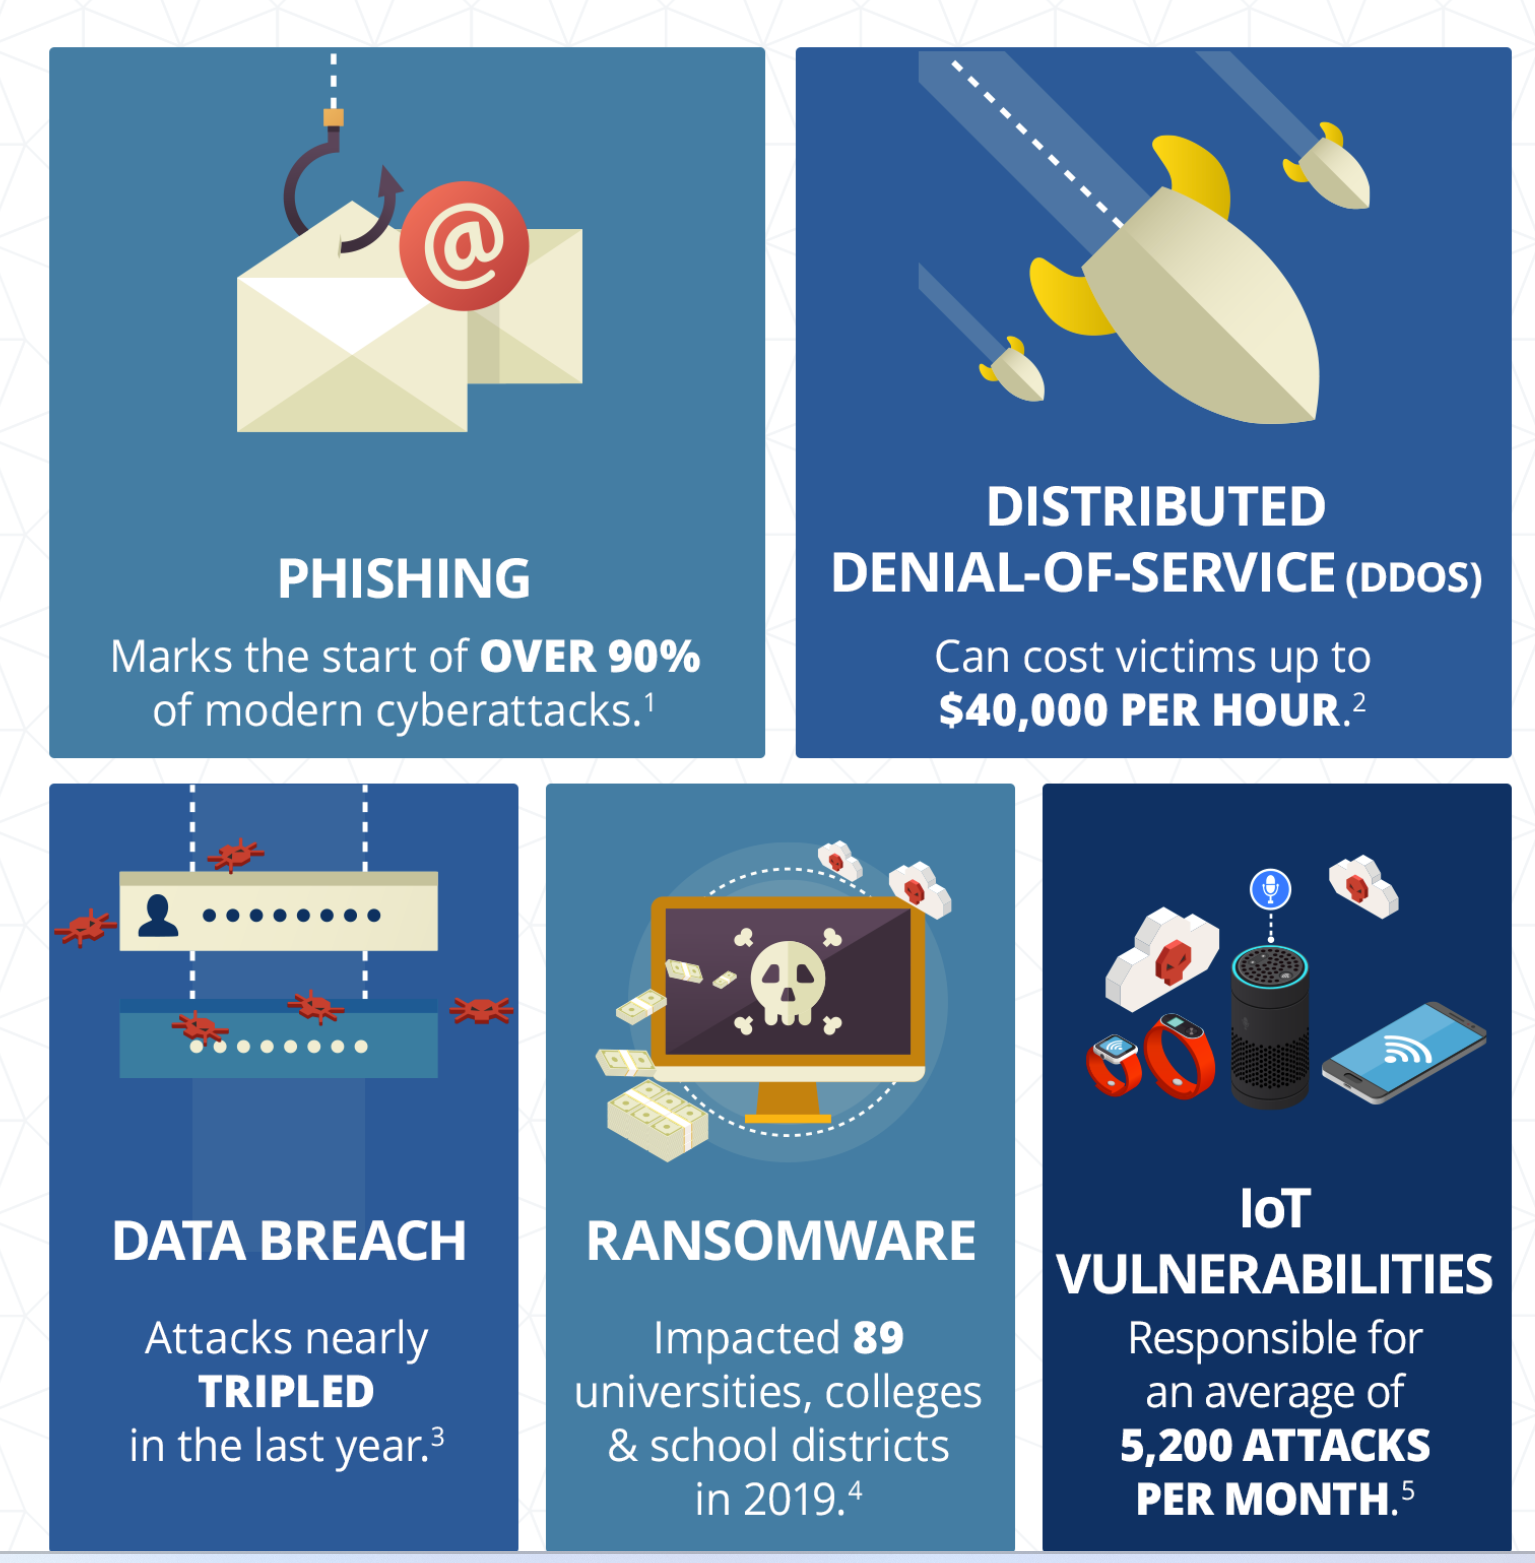 @
PHISHING
Marks the start of OVER 90%
of modern cyberattacks.1
DISTRIBUTED
DENIAL-OF-SERVICE (DDOS)
Can cost victims up to
$40,000 PER HOUR.2
DATA BREACH
Attacks nearly
TRIPLED
in the last year.3
RANSOMWARE
Impacted 89
universities, colleges
& school districts
in 2019.4
IoT
VULNERABILITIES
Responsible for
an average of
5,200 ATTACKS
PER MONTH.5